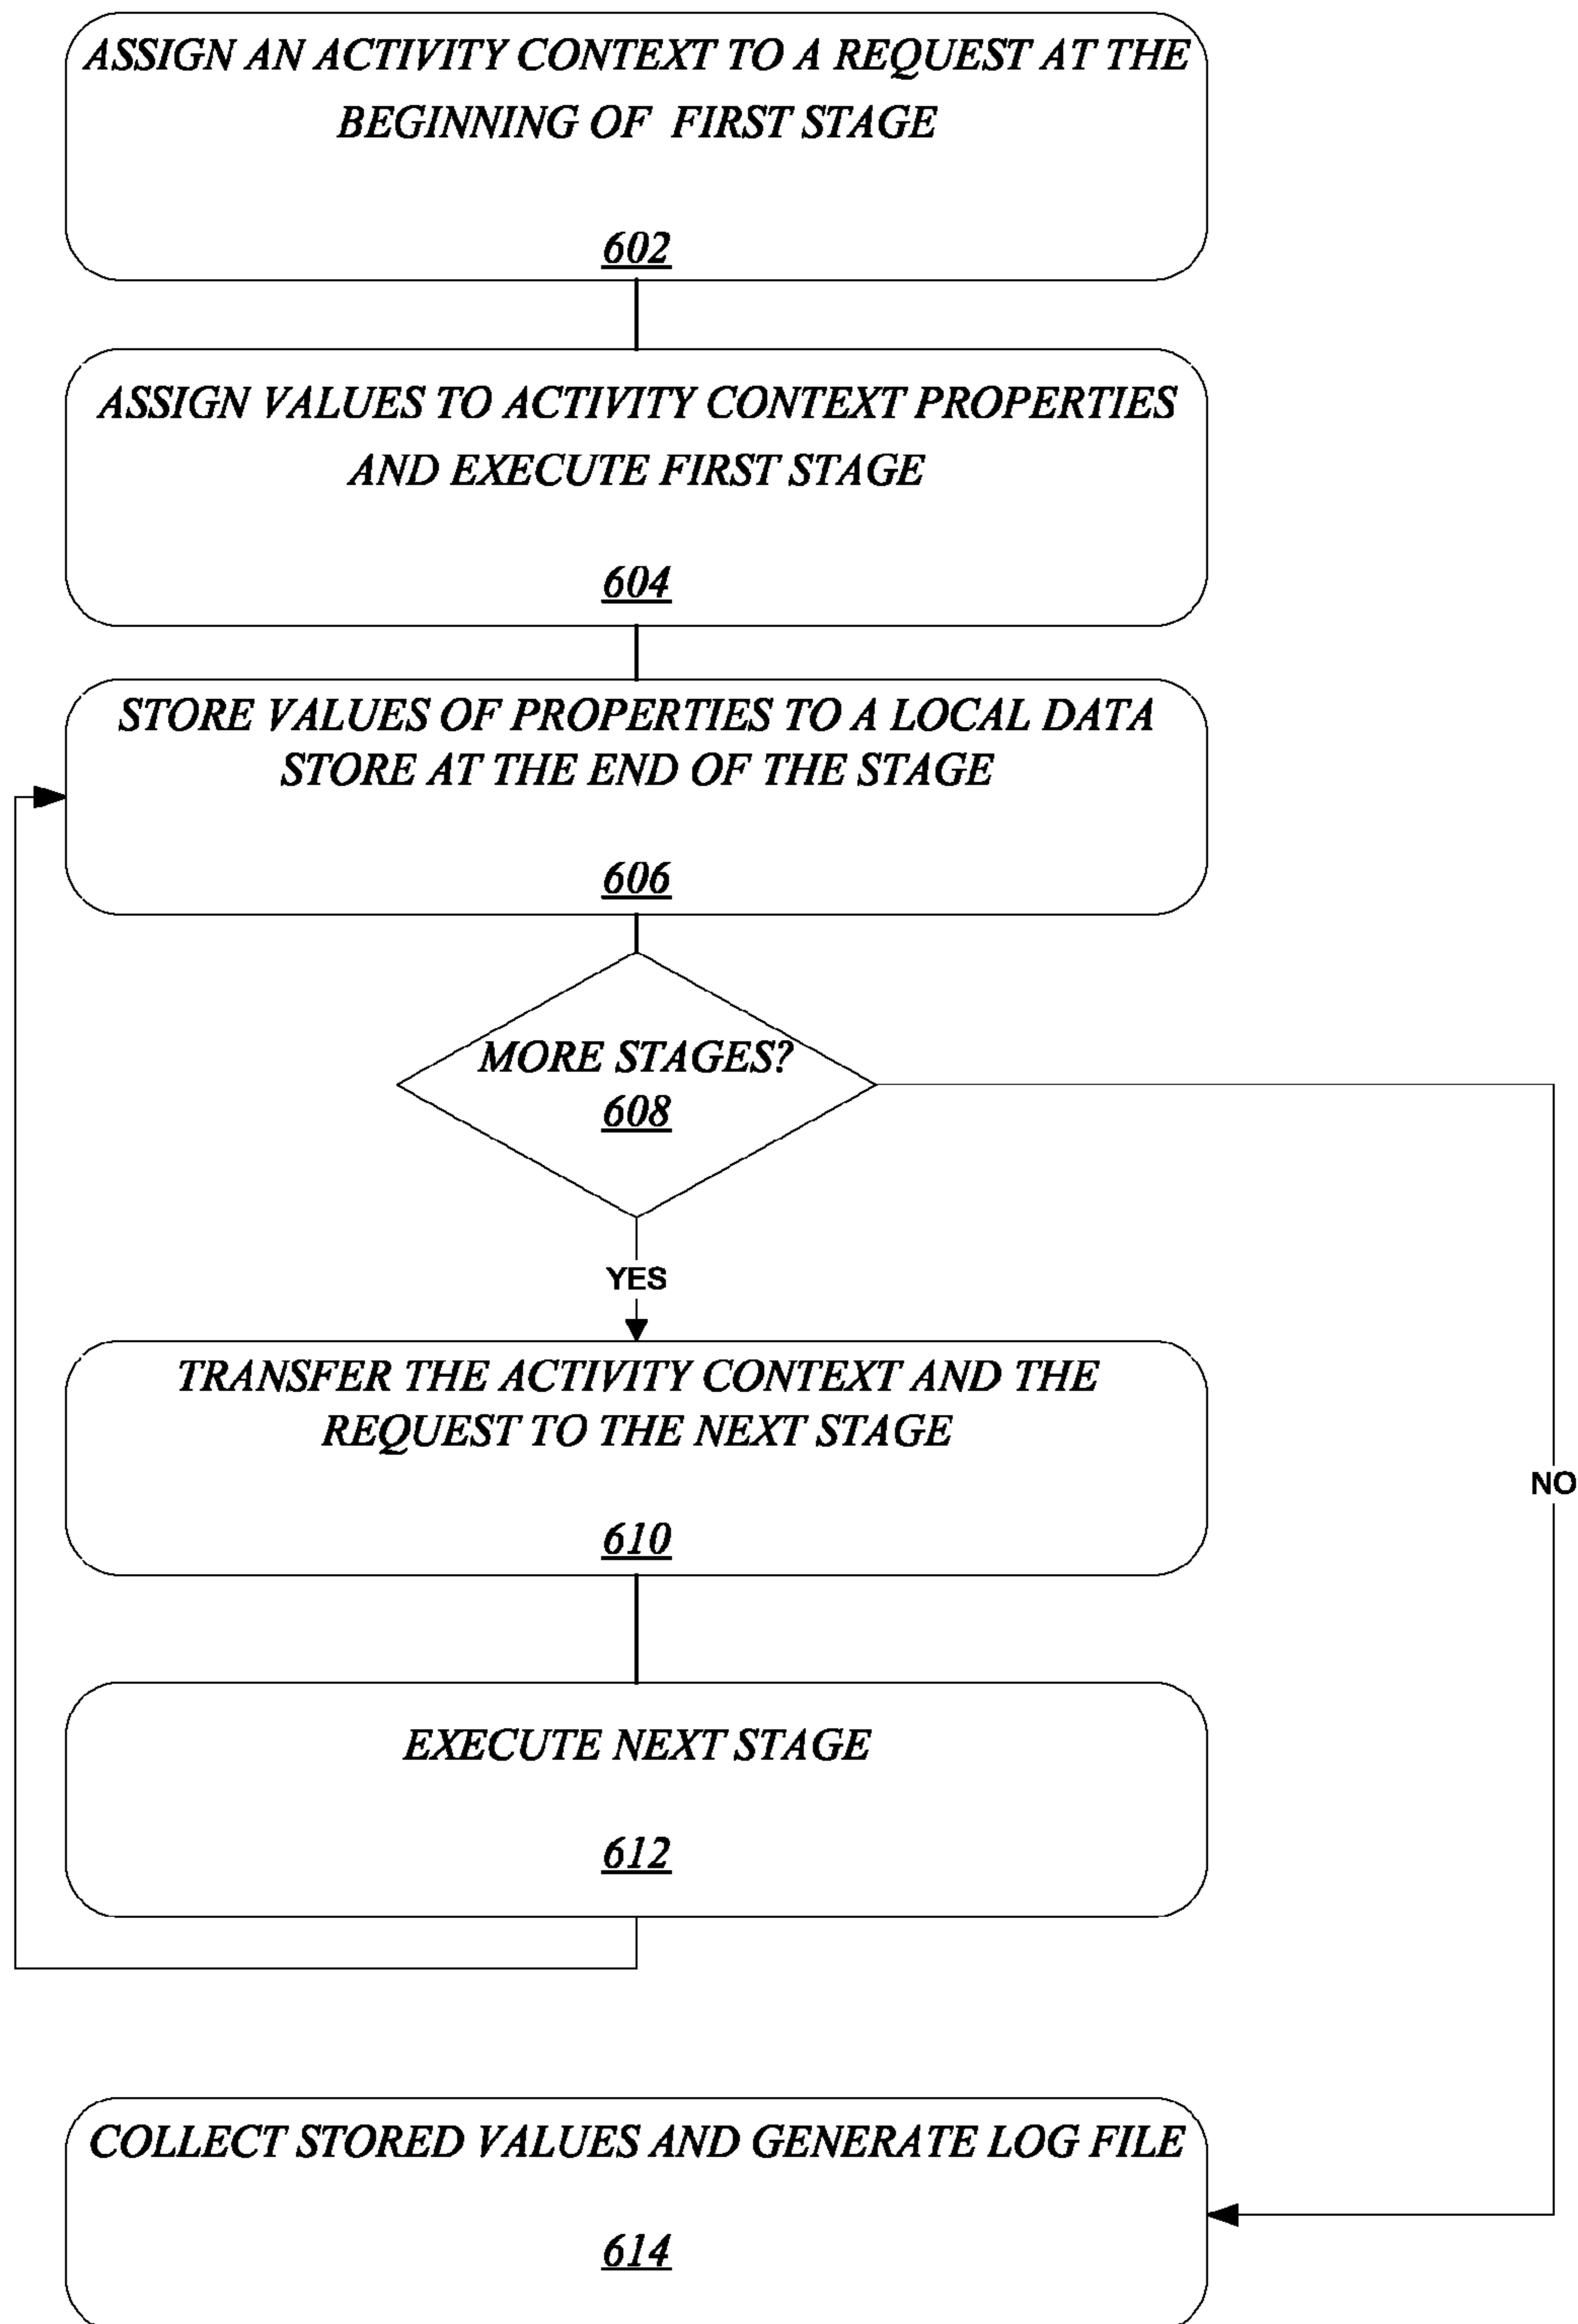 ASSIGN AN ACTIVITY CONTEXT TO A REQUEST AT THE
BEGINNING OF FIRST STAGE
602
ASSIGN VALUES TO ACTIVITY CONTEXT PROPERTIES
AND EXECUTE FIRST STAGE
604
STORE VALUES OF PROPERTIES TO A LOCAL DATA
STORE AT THE END OF THE STAGE
606
MORE STAGES?
608
YES
TRANSFER THE ACTIVITY CONTEXT AND THE
REQUEST TO THE NEXT STAGE
610
NO
EXECUTE NEXT STAGE
612
COLLECT STORED VALUES AND GENERATE LOG FILE
614